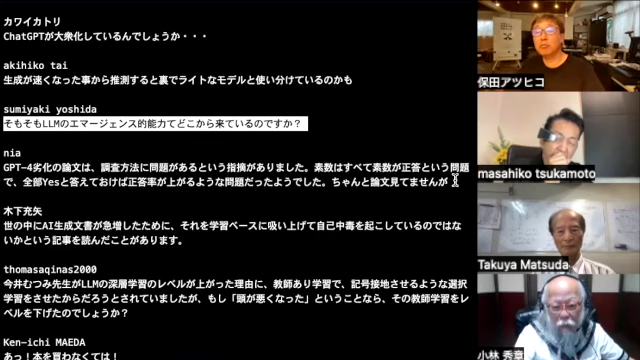 カワイカトリ
ChatGPTが大衆化しているんでしょうか・・・
akihiko tai
生成が速くなった事から推測すると裏でライトなモデルと使い分けているのかも
sumiyaki yoshida
そもそもLLMのエマージェンス的能力てどこから来ているのですか？
nia
GPT-4劣化の論文は、調査方法に問題があるという指摘がありました。素数はすべて素数が正答という問題
で、全部Yesと答えておけば正答率が上がるような問題だったようでした。ちゃんと論文見てませんが
木下充矢
世の中にAI生成文書が急増したために、それを学習ベースに吸い上げて自己中毒を起こしているのではな
いかという記事を読んだことがあります。
thomasaqinas2000
今井むつみ先生がLLMの深層学習のレベルが上がった理由に、教師あり学習で、記号接地させるような選択
学習をさせたからだろうとされていましたが、もし「頭が悪くなった」ということなら、その教師学習をレ
ベルを下げたのでしょうか？
Ken-ichi MAEDA
あっ！本を買わなくては！
保田アツヒコ
masahiko tsukamoto
Takuya Matsuda
小林 秀章